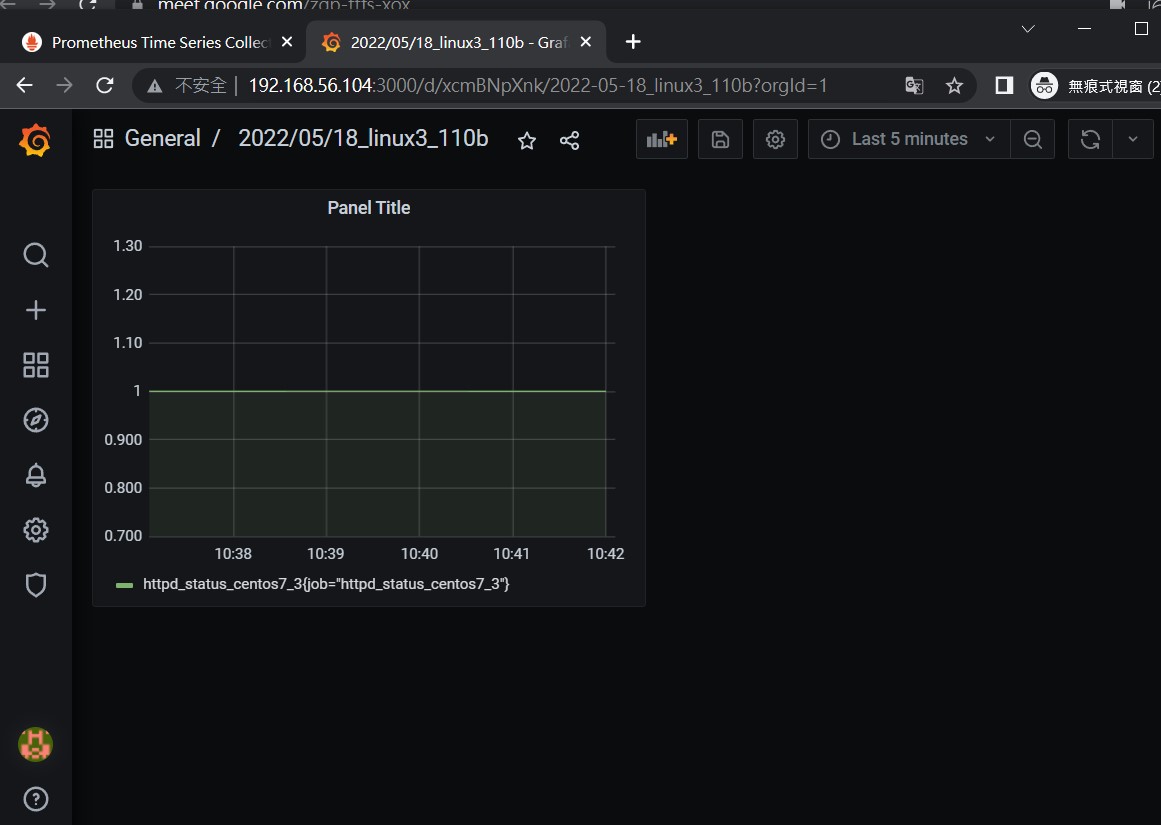 meet.google.com/zqp-ttfs-xox
Prometheus Time Series Collec
2022/05/18_linux3_110b - Graf
不安全 192.168.56.104:3000/d/xcmBNpXnk/2022-05-18_linux3_110b?orgId=1
無痕式視窗 (2
General / 2022/05/18_linux3_110b
Last 5 minutes
Panel Title
1.30
1.20
1.10
1
0.900
0.800
0.700
10:38 10:39 10:40 10:41 10:42
httpd_status_centos7_3{job="httpd_status_centos7_3"}